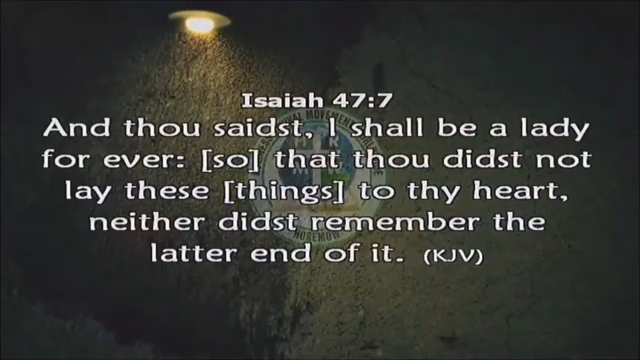 Isaiah 47:7
And thou saidst, I shall be a lady
for ever: [so] that thou didst not
lay these [things] to thy heart,
neither didst remember the
latter end of it. (KJV)